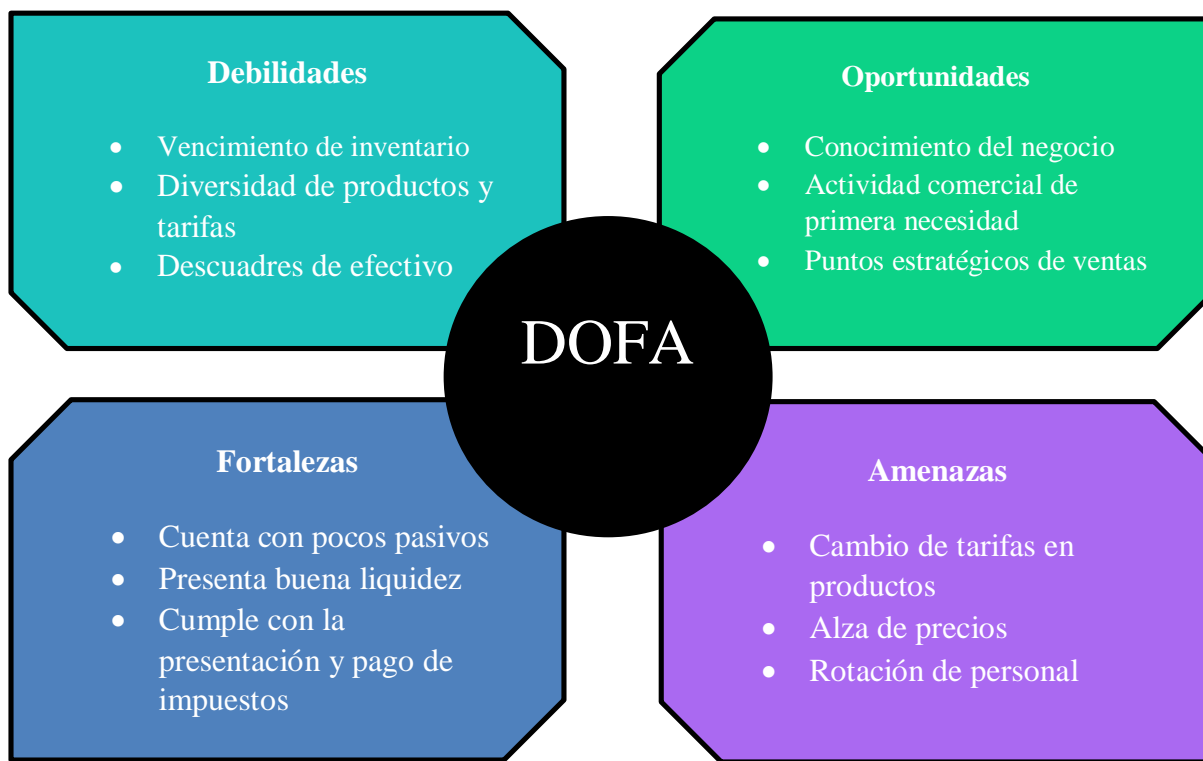 Debilidades
• Vencimiento de inventario
• Diversidad de productos y
tarifas
• Descuadres de efectivo
Oportunidades
• Conocimiento del negocio
• Actividad comercial de
primera necesidad
• Puntos estratégicos de ventas
DOFA
Fortalezas
• Cuenta con pocos pasivos
• Presenta buena liquidez
• Cumple con la
presentación y pago de
impuestos
Amenazas
• Cambio de tarifas en
productos
• Alza de precios
• Rotación de personal